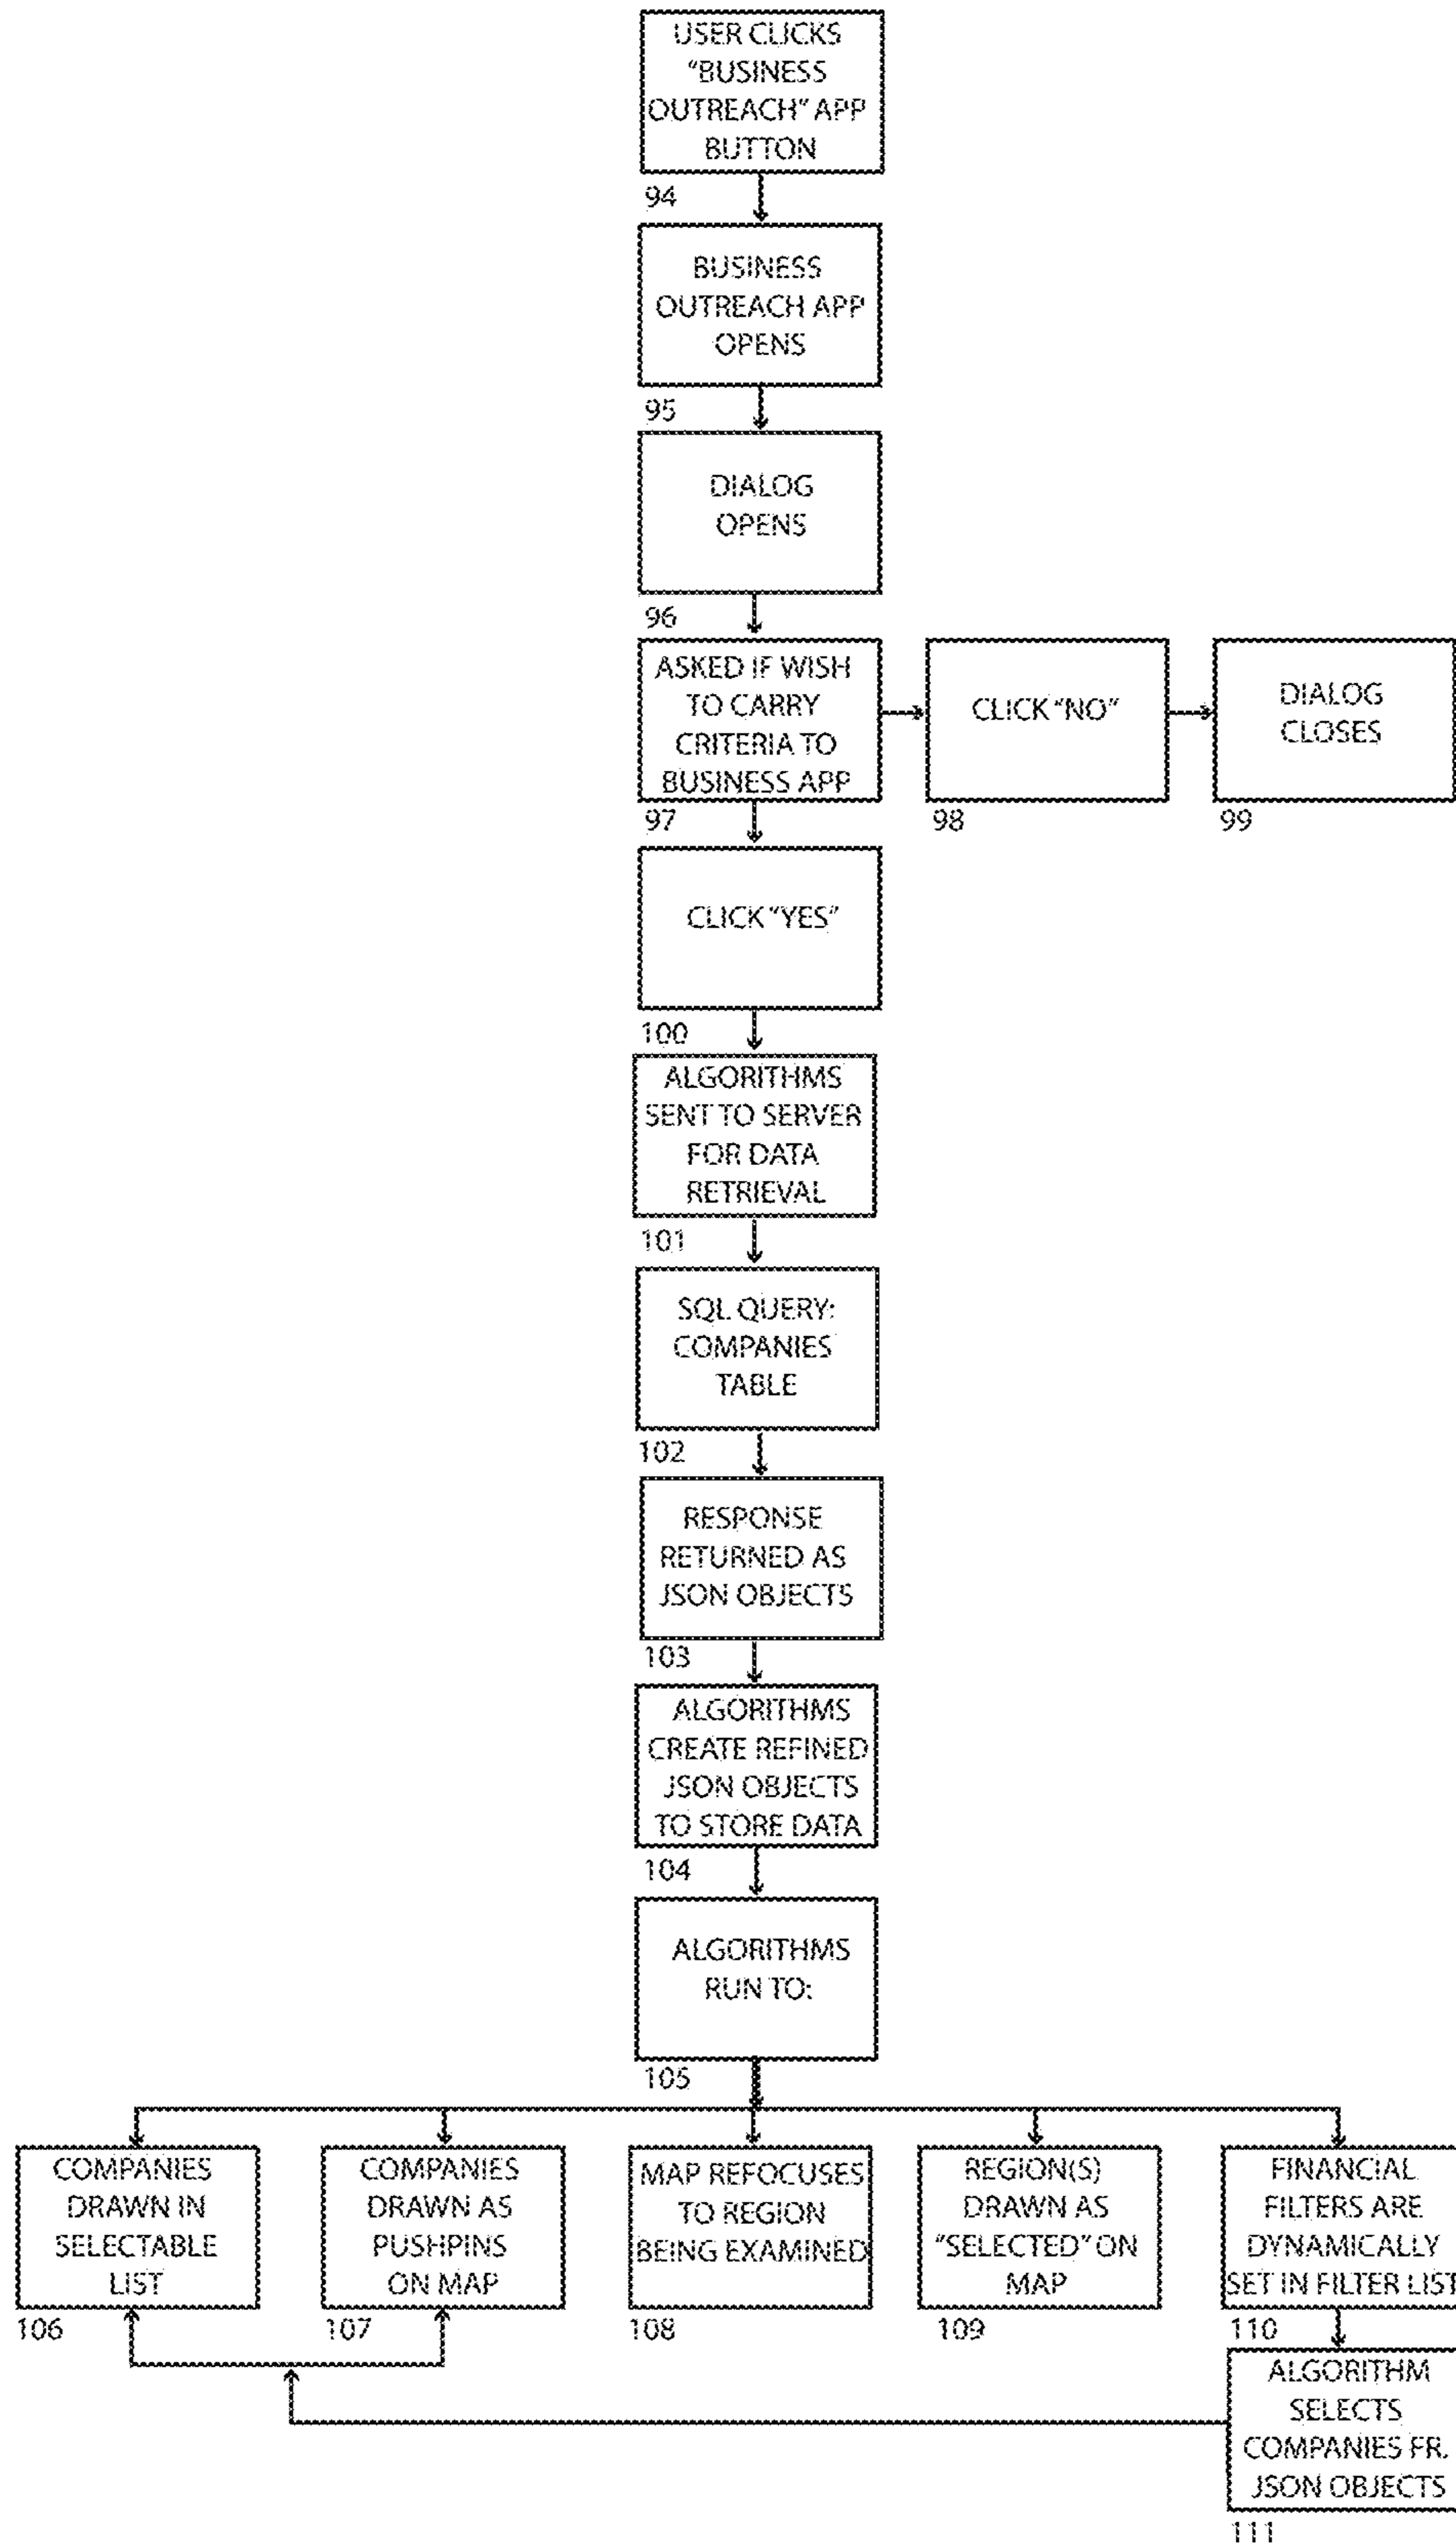 USER CLICKS
"BUSINESS
OUTREACH" APP
BUTTON
94
BUSINESS
OUTREACH APP
OPENS
95
DIALOG
OPENS
96
ASKED IF WISH
TO CARRY
CRITERIA TO
BUSINESS APP
97
CLICK "NO"
98
DIALOG
CLOSES
99
CLICK "YES"
100
ALGORITHMS
SENT TO SERVER
FOR DATA
RETRIEVAL
101
SQL QUERY:
COMPANIES
TABLE
102
RESPONSE
RETURNED AS
JSON OBJECTS
103
ALGORITHMS
CREATE REFINED
JSON OBJECTS
TO STORE DATA
104
ALGORITHMS
RUN TO:
105
COMPANIES
DRAWN IN
SELECTABLE
LIST
106
COMPANIES
DRAWN AS
PUSHPINS
ON MAP
107
MAP REFOCUSES
TO REGION
BEING EXAMINED
108
REGION(S)
DRAWN AS
"SELECTED" ON
MAP
109
FINANCIAL
FILTERS ARE
DYNAMICALLY
SET IN FILTER LIST
110
ALGORITHM
SELECTS
COMPANIES FR.
JSON OBJECTS
111